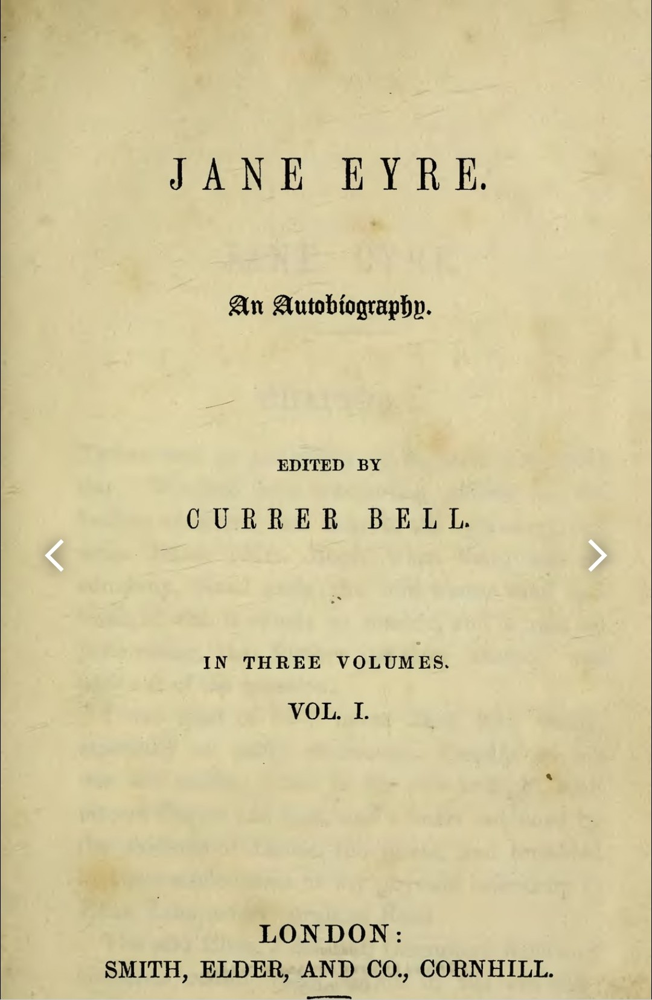 JANE EYRE.
An Autobiography.
EDITED BY
CURRER BELL.
IN THREE VOLUMES.
VOL. I.
LONDON:
SMITH, ELDER, AND CO., CORNHILL.